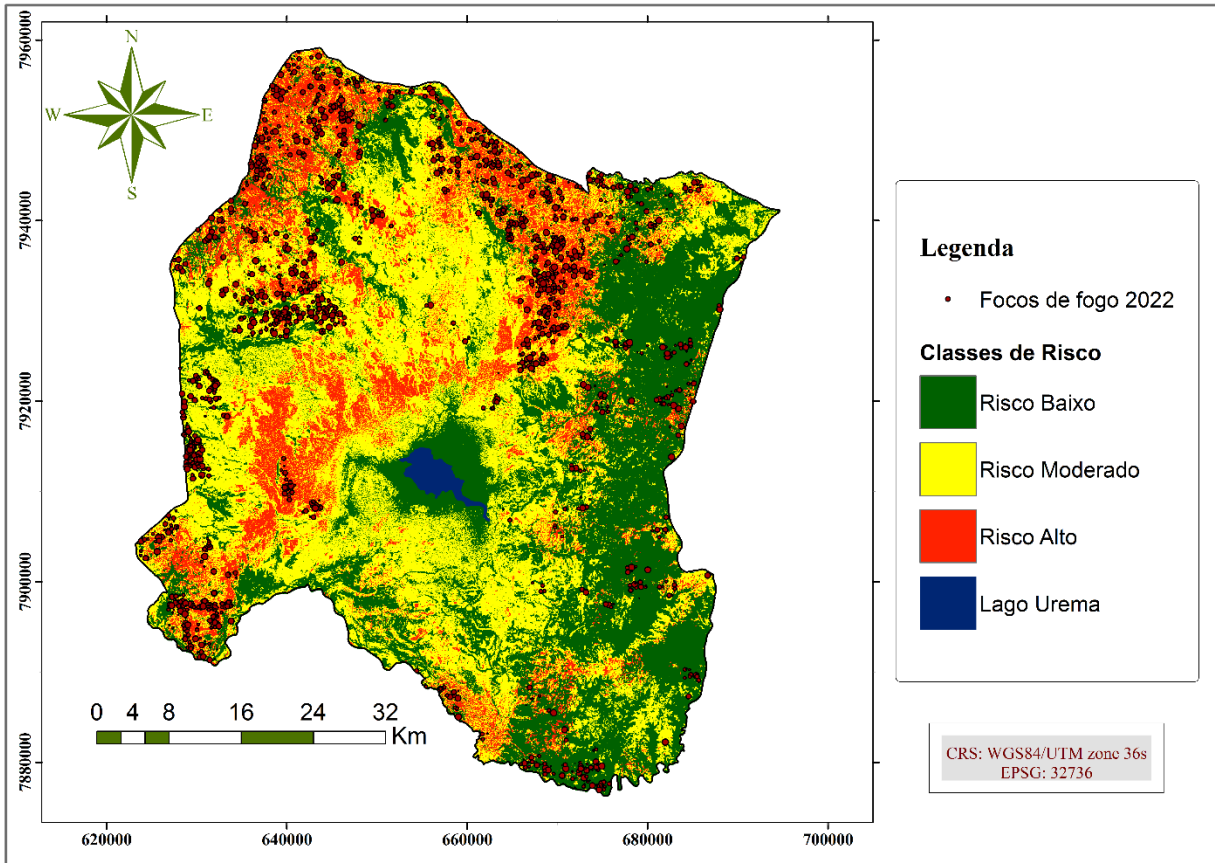 N
W
E
S
7960000
7940000
7920000
7900000
7880000
620000
640000
660000
680000
700000
0 4 8 16 24 32
Km
Legenda
Focos de fogo 2022
Classes de Risco
Risco Baixo
Risco Moderado
Risco Alto
Lago Urema
CRS: WGS84/UTM zone 36s
EPSG: 32736